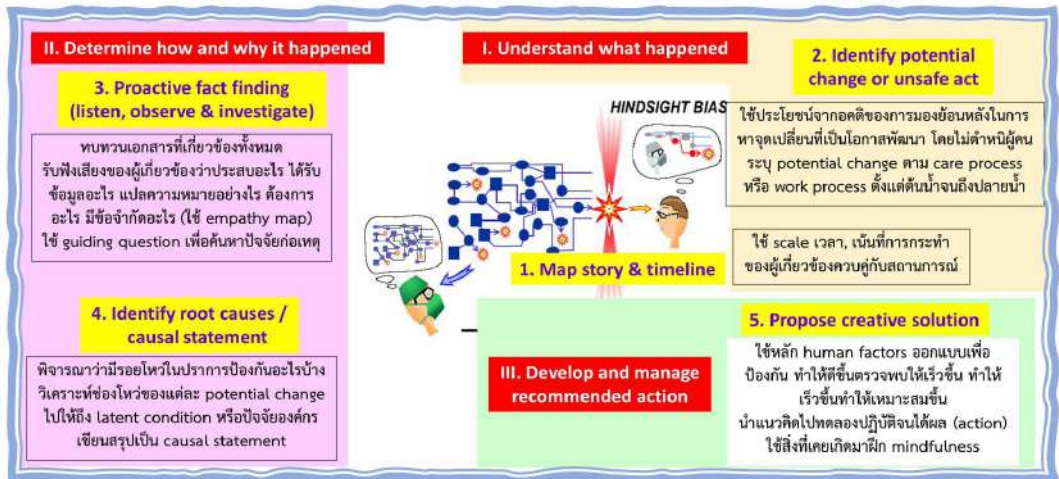 II. Determine how and why it happened
3. Proactive fact finding
(listen, observe & investigate)
ทบทวนเอกสารที่เกี่ยวข้องทั้งหมด
รับฟังเสียงของผู้เกี่ยวข้องว่าประสบอะไร ได้รับ
ข้อมูลอะไร แปลความหมายอย่างไร ต้องการ
อะไร มีข้อจำกัดอะไร (ใช้ empathy map)
ใช้ guiding question เพื่อค้นหาปัจจัยก่อเหตุ
4. Identify root causes /
causal statement
พิจารณาว่ามีรอยโหว่ในปราการป้องกันอะไรบ้าง
วิเคราะห์ช่องโหว่ของแต่ละ potential change
ไปให้ถึง latent condition หรือปัจจัยองค์กร
เขียนสรุปเป็น causal statement
I. Understand what happened
HINDSIGHT BIAS
1. Map story & timeline
2. Identify potential
change or unsafe act
ใช้ประโยชน์จากอคติของการมองย้อนหลังในการ
หาจุดเปลี่ยนที่เป็นโอกาสพัฒนา โดยไม่ตำหนิผู้คน
ระบุ potential change ตาม care process
หรือ work process ตั้งแต่ต้นน้ำจนถึงปลายน้ำ
ใช้ scale เวลา, เน้นที่การกระทำ
ของผู้เกี่ยวข้องควบคู่กับสถานการณ์
III. Develop and manage
recommended action
5. Propose creative solution
ใช้หลัก human factors ออกแบบเพื่อ
ป้องกัน ทำให้ดีขึ้นตรวจพบให้เร็วขึ้น ทำให้
เร็วขึ้นทำให้เหมาะสมขึ้น
นำแนวคิดไปทดลองปฏิบัติจนได้ผล (action)
ใช้สิ่งที่เคยเกิดมาฝึก mindfulness